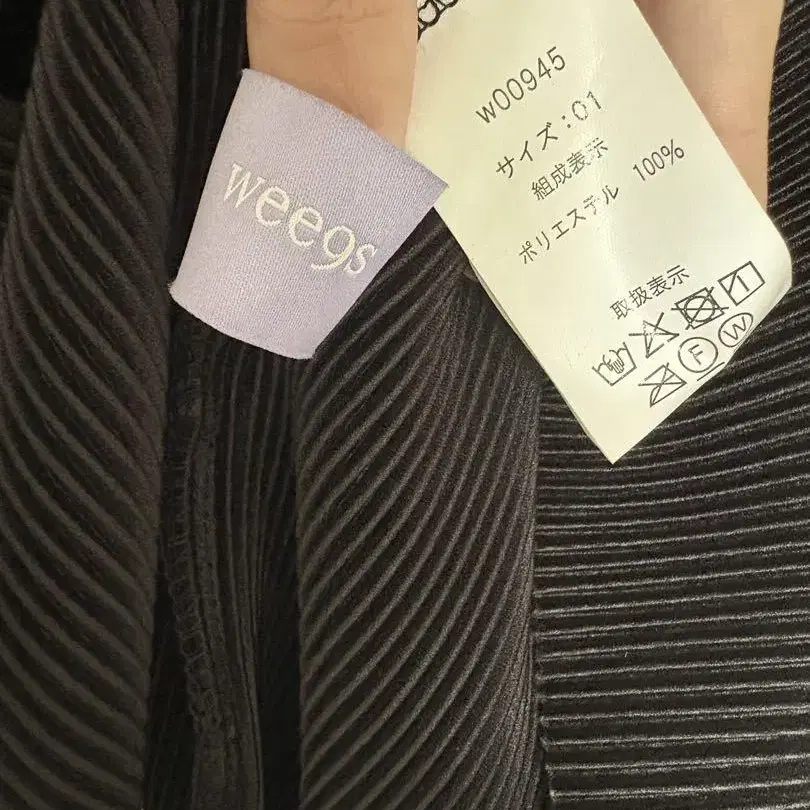 weegs
w00945
サイズ:01
組成表示
ポリエステル 100%
取扱表示
F
W